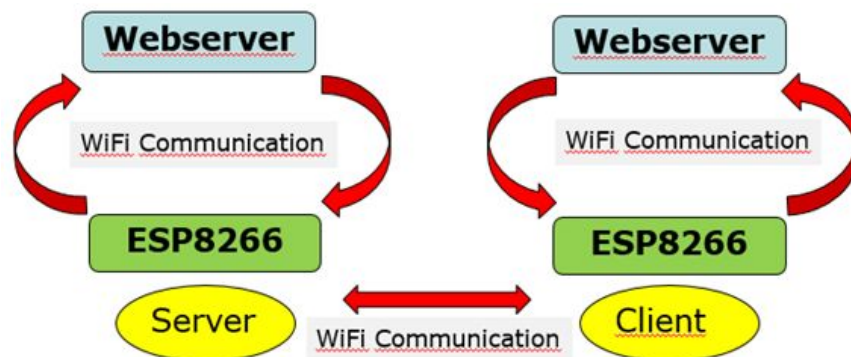 Webserver
Webserver
WiFi Communication
WiFi Communication
ESP8266
ESP8266
Server
Client
WiFi Communication